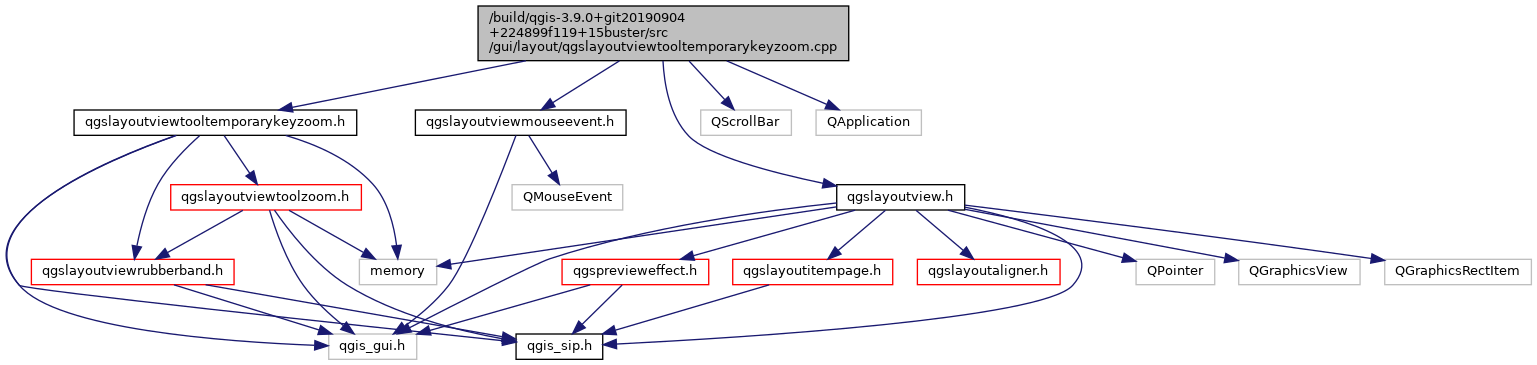 /build/qgis-3.9.0+git20190904
+224899f119+15buster/src
/gui/layout/qgslayoutviewtooltemporarykeyzoom.cpp
qgslayoutviewtooltemporarykeyzoom.h
qgslayoutviewmouseevent.h
QScrollBar
QApplication
qgslayoutviewtoolzoom.h
QMouseEvent
qgslayoutview.h
qgslayoutviewrubberband.h
memory
qgsprevieweffect.h
qgslayoutitempage.h
qgslayoutaligner.h
QPointer
QGraphicsView
QGraphicsRectItem
qgis_gui.h
qgis_sip.h